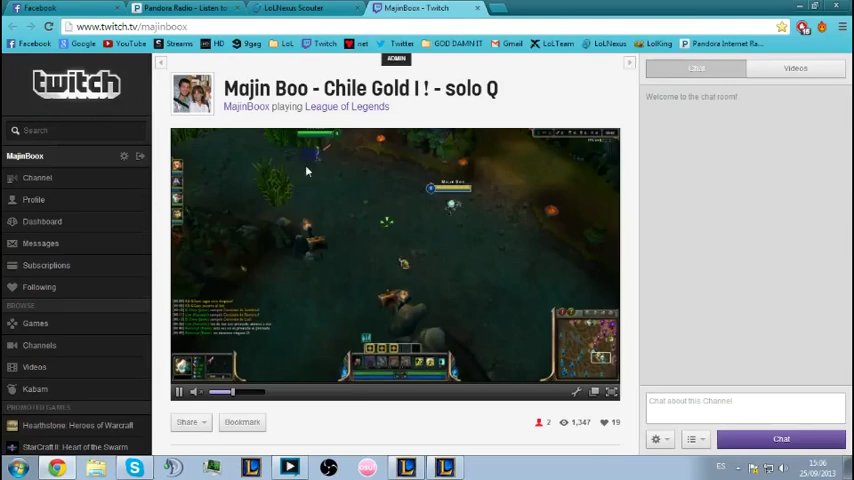 Facebook
Pandora Radio - Listen to
LoLNexus Scouter
MajinBoox - Twitch
www.twitch.tv/majinboox
Facebook
Google
YouTube
Streams
HD
9gag
LoL
Twitch
net
Twitter
GOD DAMN IT
Gmail
LoLTeam
LoLNexus
LolKing
Pandora Internet Ra...
ADMIN
twitch
Majin Boo - Chile Gold I ! - solo Q
MajinBoox playing League of Legends
Chat
Videos
Welcome to the chat room!
Search
MajinBoox
Channel
Profile
Dashboard
Messages
Subscriptions
Following
BROWSE
Games
Channels
Videos
Kabam
PROMOTED GAMES
Hearthstone: Heroes of Warcraft
StarCraft II: Heart of the Swarm
Majin Boo
Share
Bookmark
2
1,347
19
Chat about this Channel
Chat
osu!
ES
15:06
25/09/2013